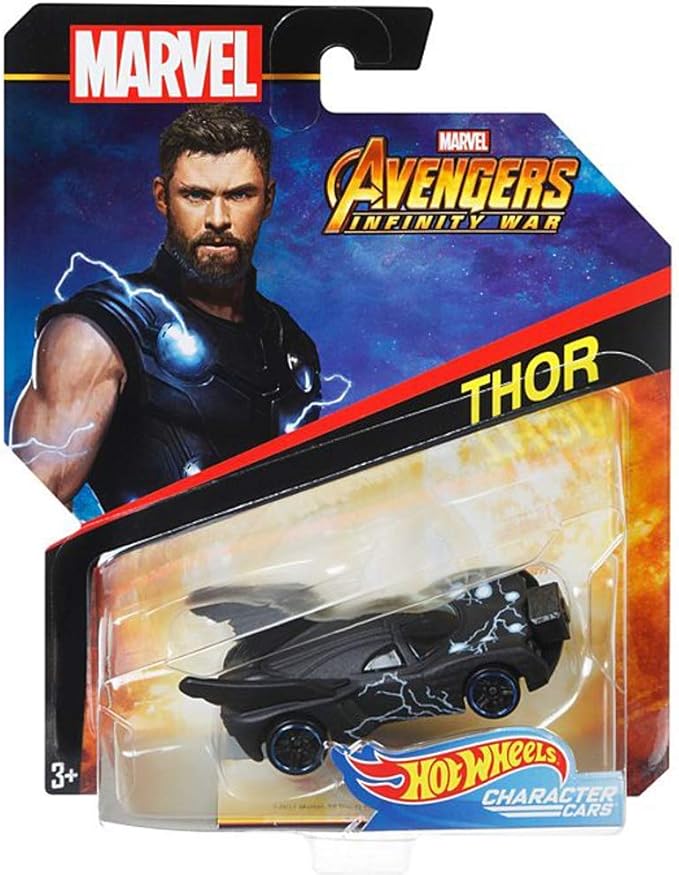 MARVEL
MARVEL
AVENGERS
INFINITY WAR
THOR
3+
HOT WHEELS
CHARACTER
CARS